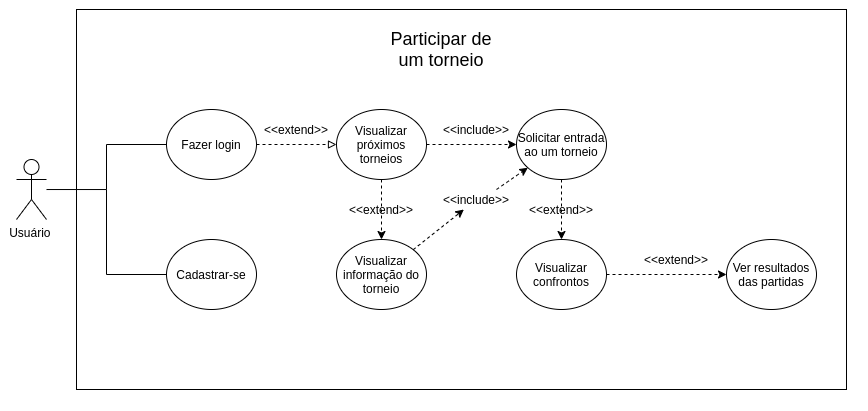 Participar de
um torneio
<<extend>>
Visualizar
próximos
torneios
<<include>>
Solicitar entrada
ao um torneio
Fazer login
Usuário
<<extend>>
<<include>>
<<extend>>
Cadastrar-se
Visualizar
informação do
torneio
Visualizar
confrontos
<<extend>>
Ver resultados
das partidas